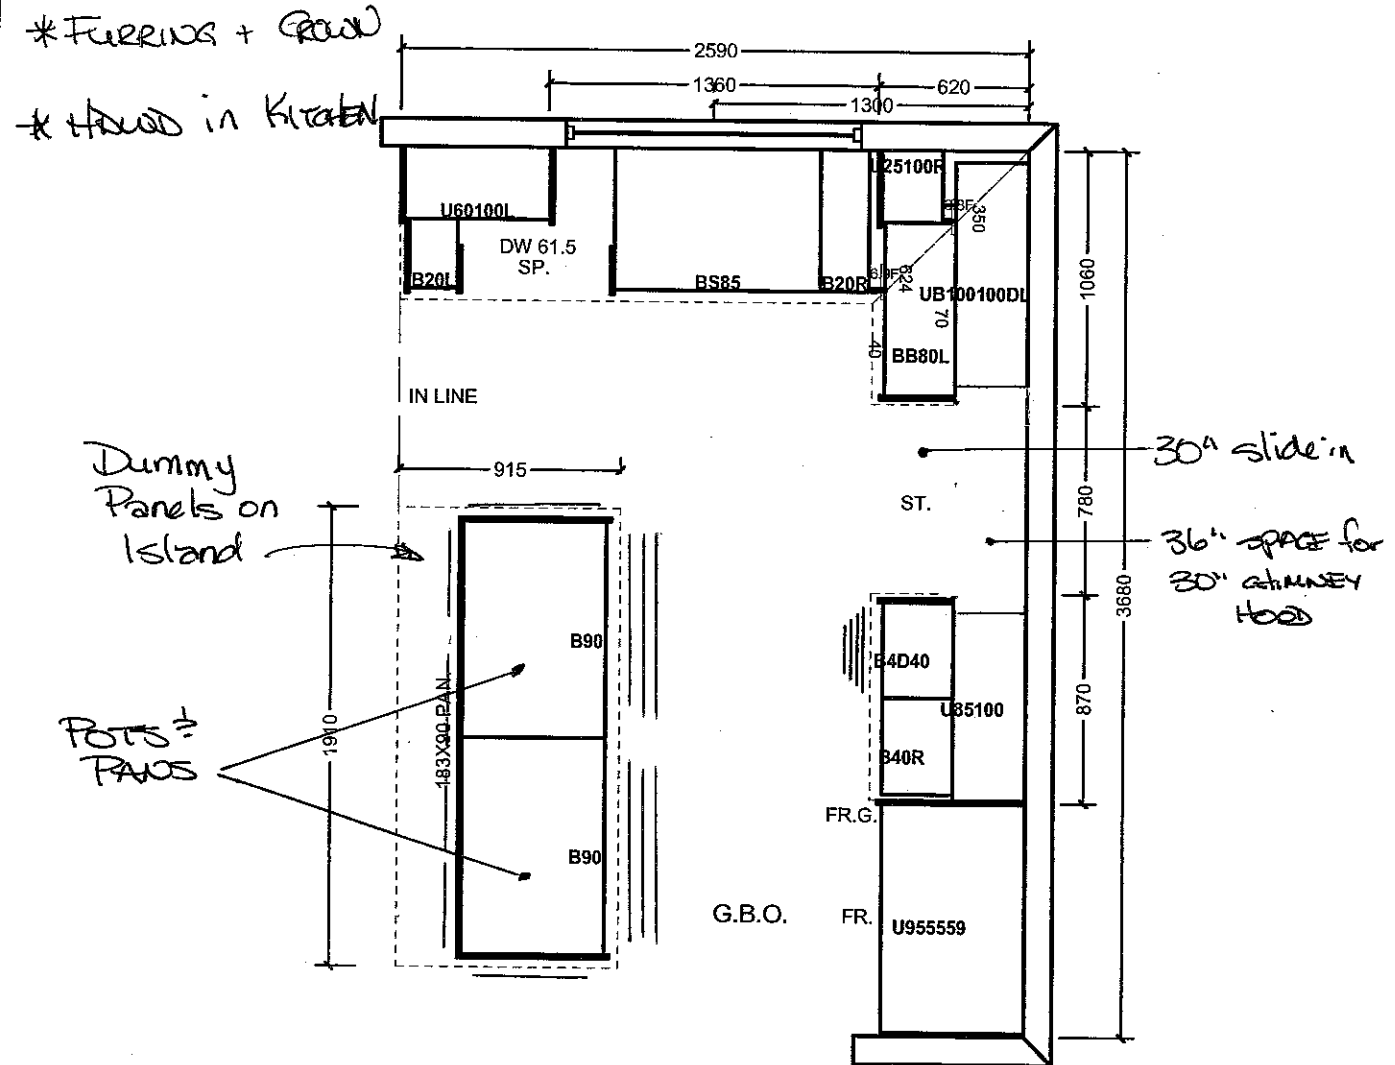 * FURRING + CROWN
* HOOD in KITCHEN
2590
1360
620
1300
U60100L
U25100R
B20L
DW 61.5
SP.
BS85
B20R
350
624
UB100100DL
70
40
BB80L
1060
IN LINE
Dummy
Panels on
Island
915
30" slide in
ST.
780
36" SPACE for
30" CHIMNEY
HOOD
3680
B90
B4D40
183X90 PAN
U85100
870
POTS &
PANS
1910
B40R
FR.G.
B90
G.B.O.
FR.
U955559